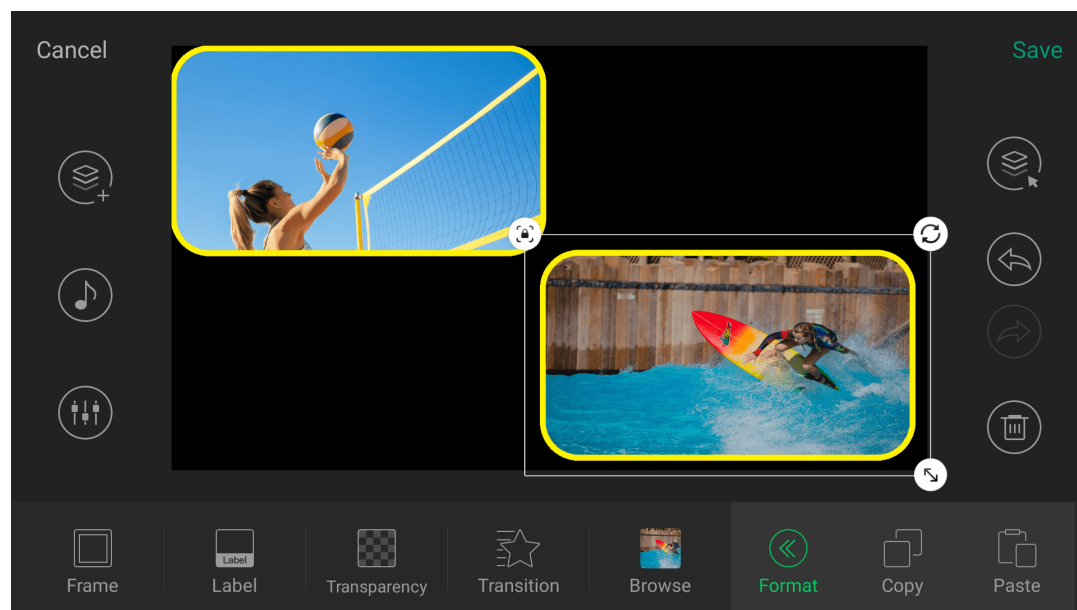 Cancel
Save
Label
Frame
Label
Transparency
Transition
Browse
Format
Copy
Paste